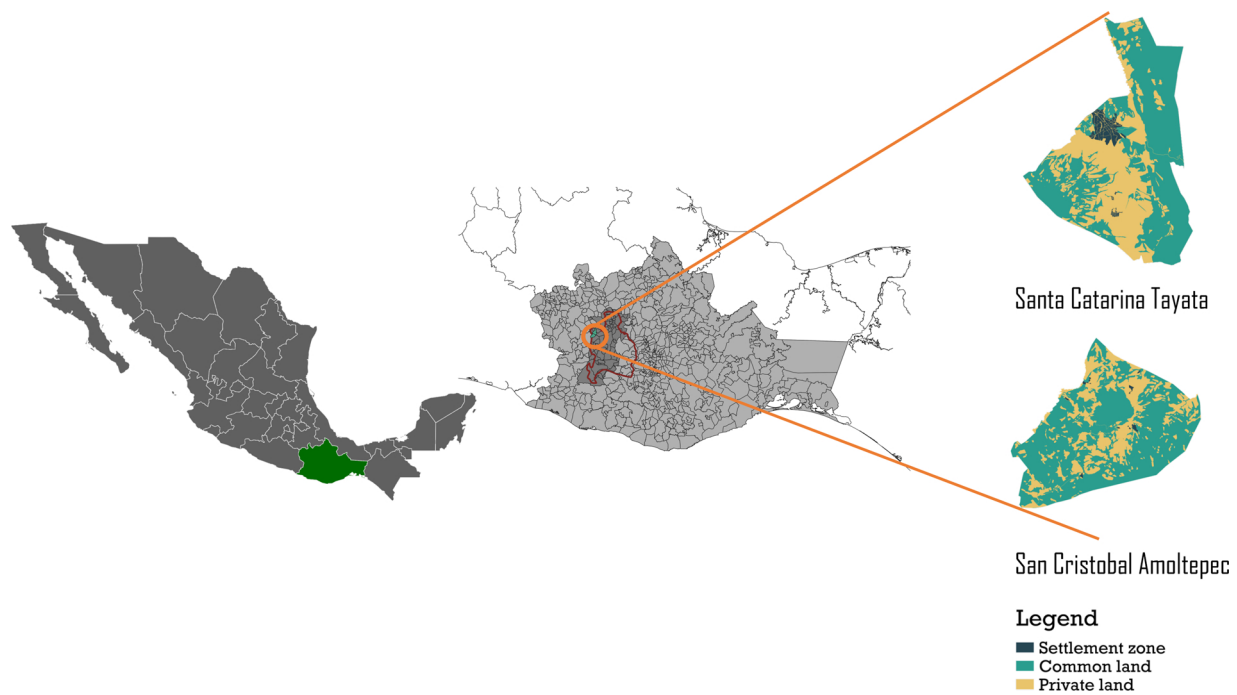 Santa Catarina Tayata
San Cristobal Amoltepec
Legend
Settlement zone
Common land
Private land